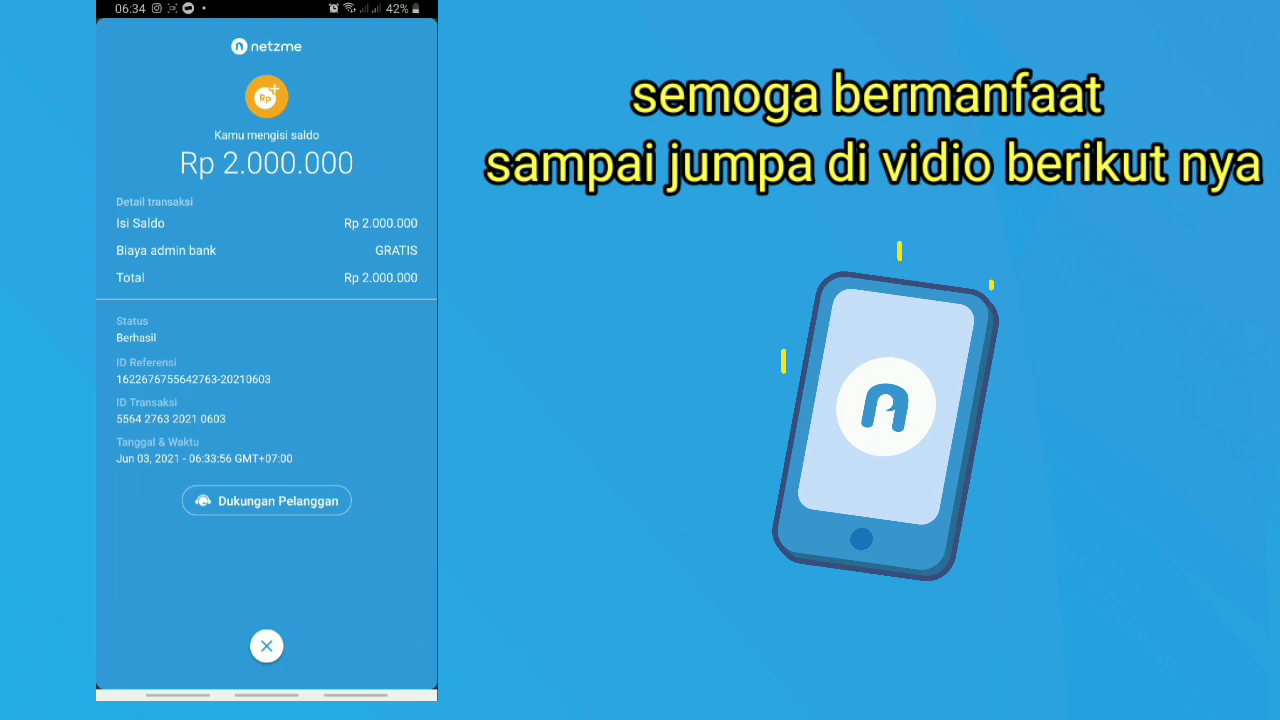 06:34 42%
netzme
Rp
Kamu mengisi saldo
Rp 2.000.000
Detail transaksi
Isi Saldo Rp 2.000.000
Biaya admin bank GRATIS
Total Rp 2.000.000
Status
Berhasil
ID Referensi
1622676755642763-20210603
ID Transaksi
5564 2763 2021 0603
Tanggal & Waktu
Jun 03, 2021 - 06:33:56 GMT+07:00
Dukungan Pelanggan
semoga bermanfaat
sampai jumpa di vidio berikut nya